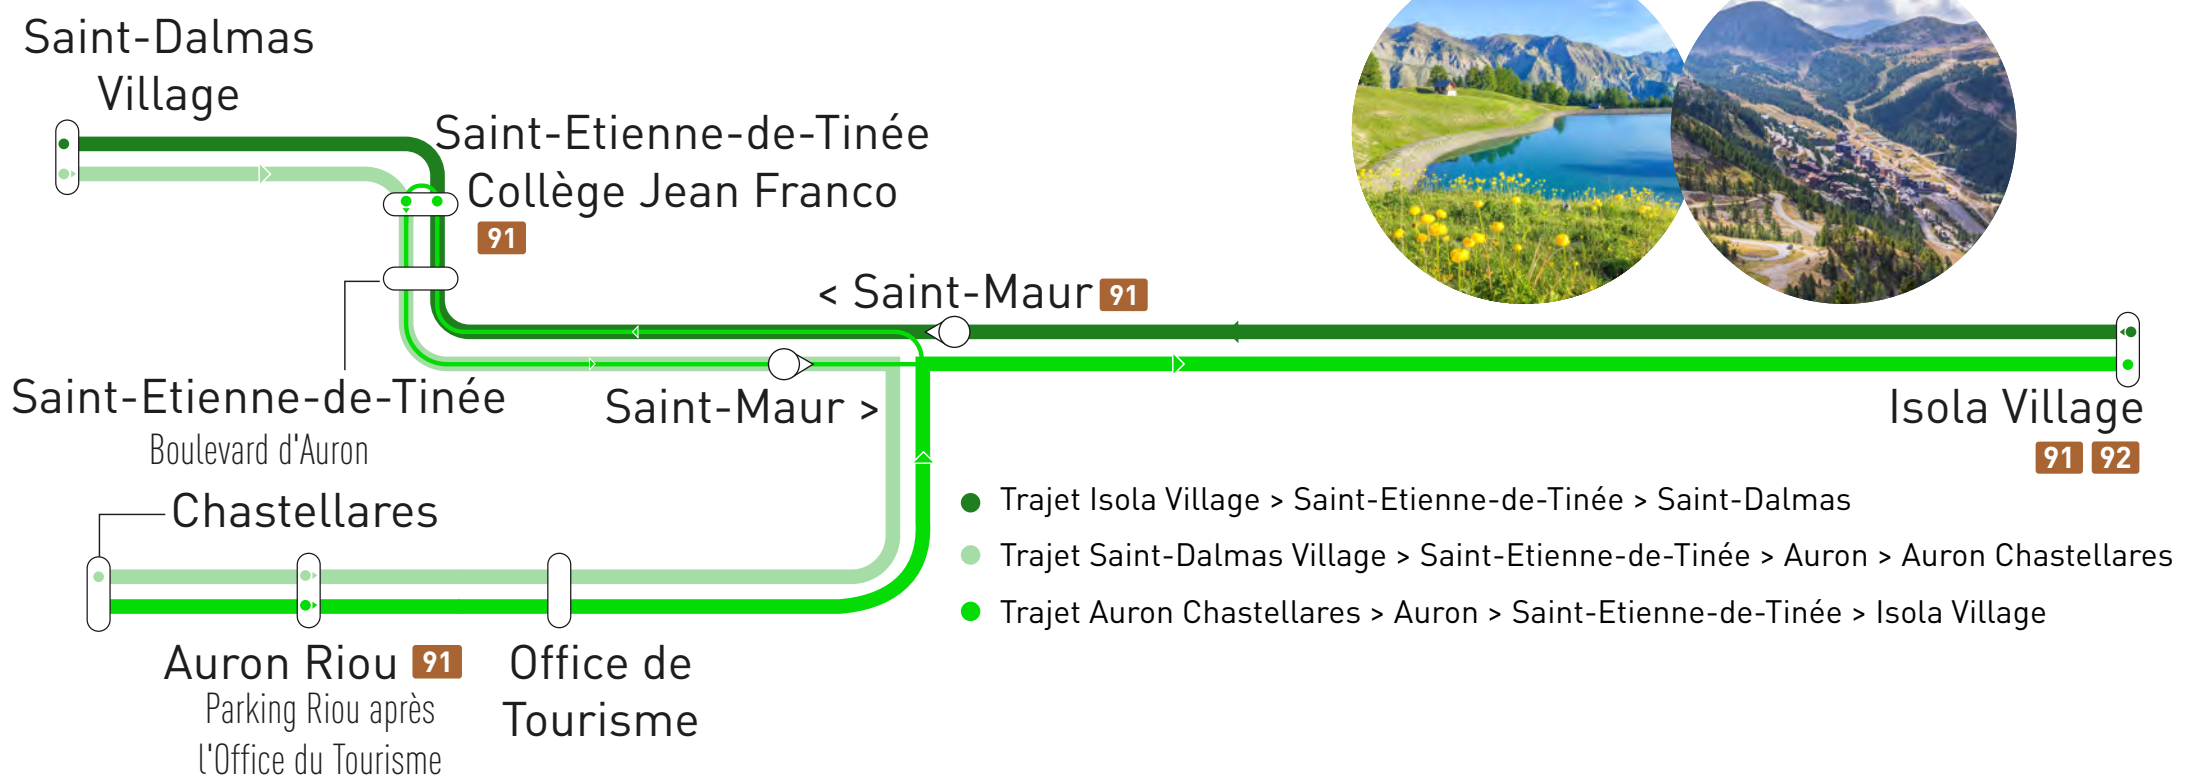 Saint-Dalmas
Village
Saint-Etienne-de-Tinée
Collège Jean Franco
91
< Saint-Maur 91
Saint-Etienne-de-Tinée
Boulevard d'Auron
Saint-Maur >
Isola Village
91 92
Chastellares
Trajet Isola Village > Saint-Etienne-de-Tinée > Saint-Dalmas
Trajet Saint-Dalmas Village > Saint-Etienne-de-Tinée > Auron > Auron Chastellares
Trajet Auron Chastellares > Auron > Saint-Etienne-de-Tinée > Isola Village
Auron Riou 91
Parking Riou après
l'Office du Tourisme
Office de
Tourisme